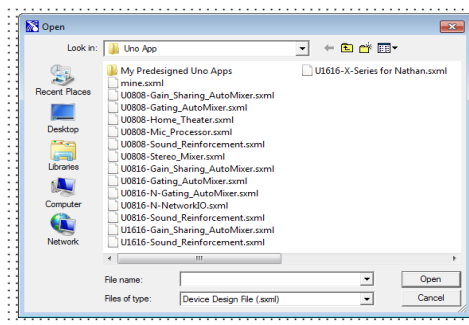 Open
Look in:
Uno App
Recent Places
Desktop
Libraries
Computer
Network
My Predesigned Uno Apps
mine.sxml
U0808-Gain_Sharing_AutoMixer.sxml
U0808-Gating_AutoMixer.sxml
U0808-Home_Theater.sxml
U0808-Mic_Processor.sxml
U0808-Sound_Reinforcement.sxml
U0808-Stereo_Mixer.sxml
U0816-Gain_Sharing_AutoMixer.sxml
U0816-Gating_AutoMixer.sxml
U0816-N-Gating_AutoMixer.sxml
U0816-N-NetworkIO.sxml
U0816-Sound_Reinforcement.sxml
U1616-Gain_Sharing_AutoMixer.sxml
U1616-Sound_Reinforcement.sxml
U1616-X-Series for Nathan.sxml
File name:
Open
Files of type:
Device Design File (.sxml)
Cancel